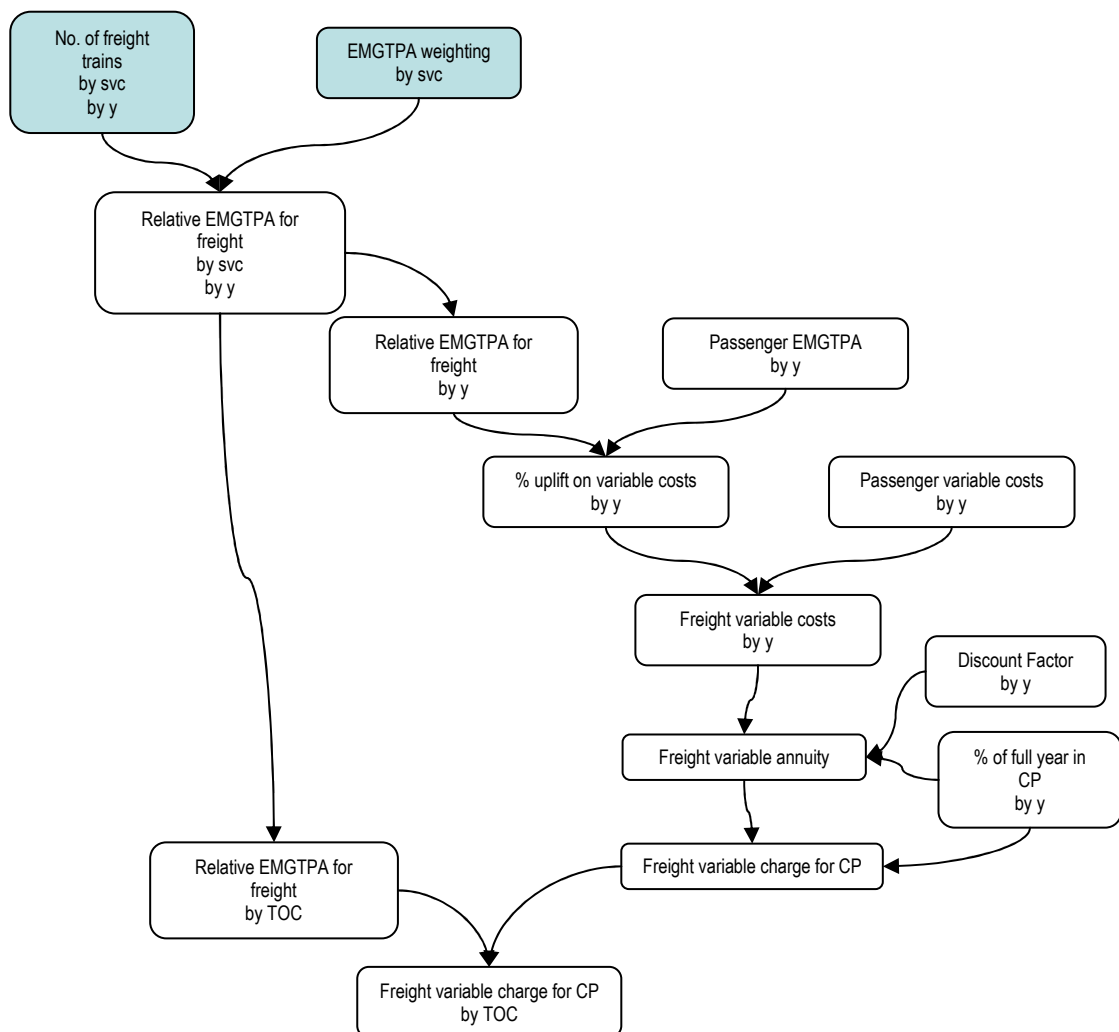 No. of freight
trains
by svc
by y
EMGTPA weighting
by svc
Relative EMGTPA for
freight
by svc
by y
Relative EMGTPA for
freight
by y
Passenger EMGTPA
by y
% uplift on variable costs
by y
Passenger variable costs
by y
Freight variable costs
by y
Discount Factor
by y
Freight variable annuity
% of full year in
CP
by y
Relative EMGTPA for
freight
by TOC
Freight variable charge for CP
Freight variable charge for CP
by TOC